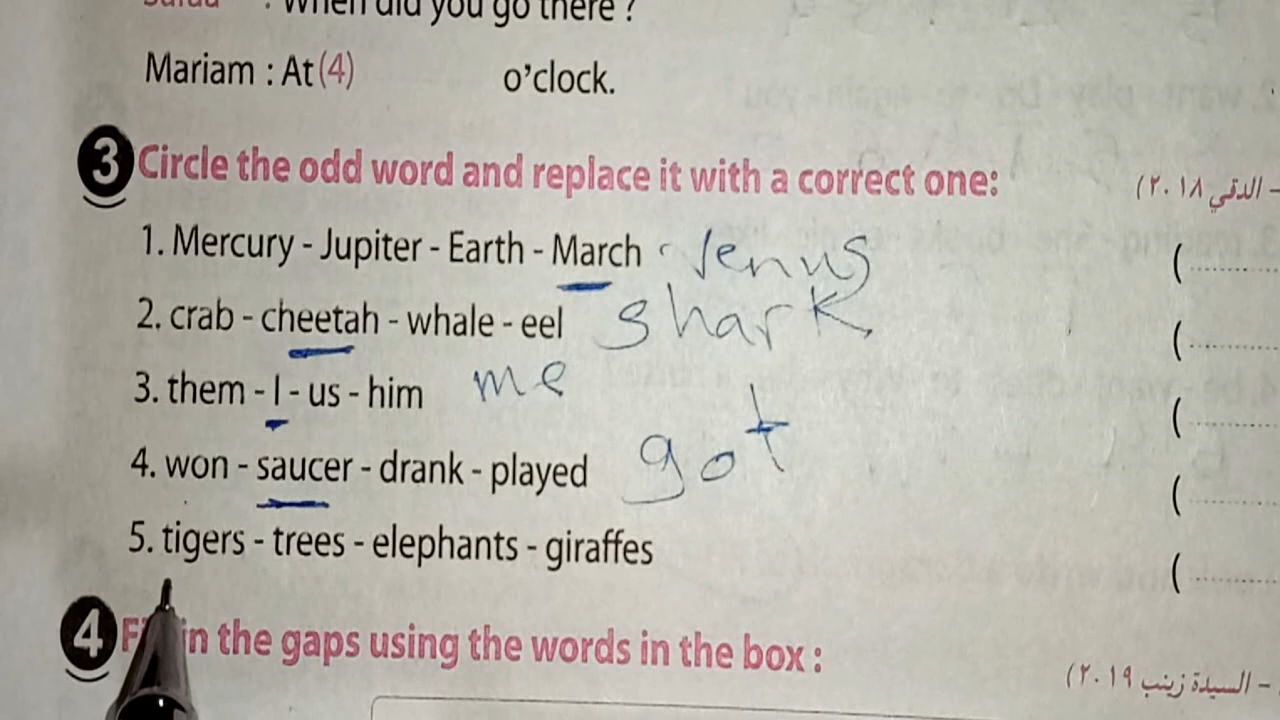 : When did you go there ?
Mariam : At (4) o'clock.
3 Circle the odd word and replace it with a correct one:
(الدقي ٢٠١٨ -
1. Mercury - Jupiter - Earth - March - Venus (..........
2. crab - cheetah - whale - eel shark (..........
3. them - I - us - him me (..........
4. won - saucer - drank - played got (..........
5. tigers - trees - elephants - giraffes (..........
4 in the gaps using the words in the box :
(السيدة زينب ٢٠١٩ -